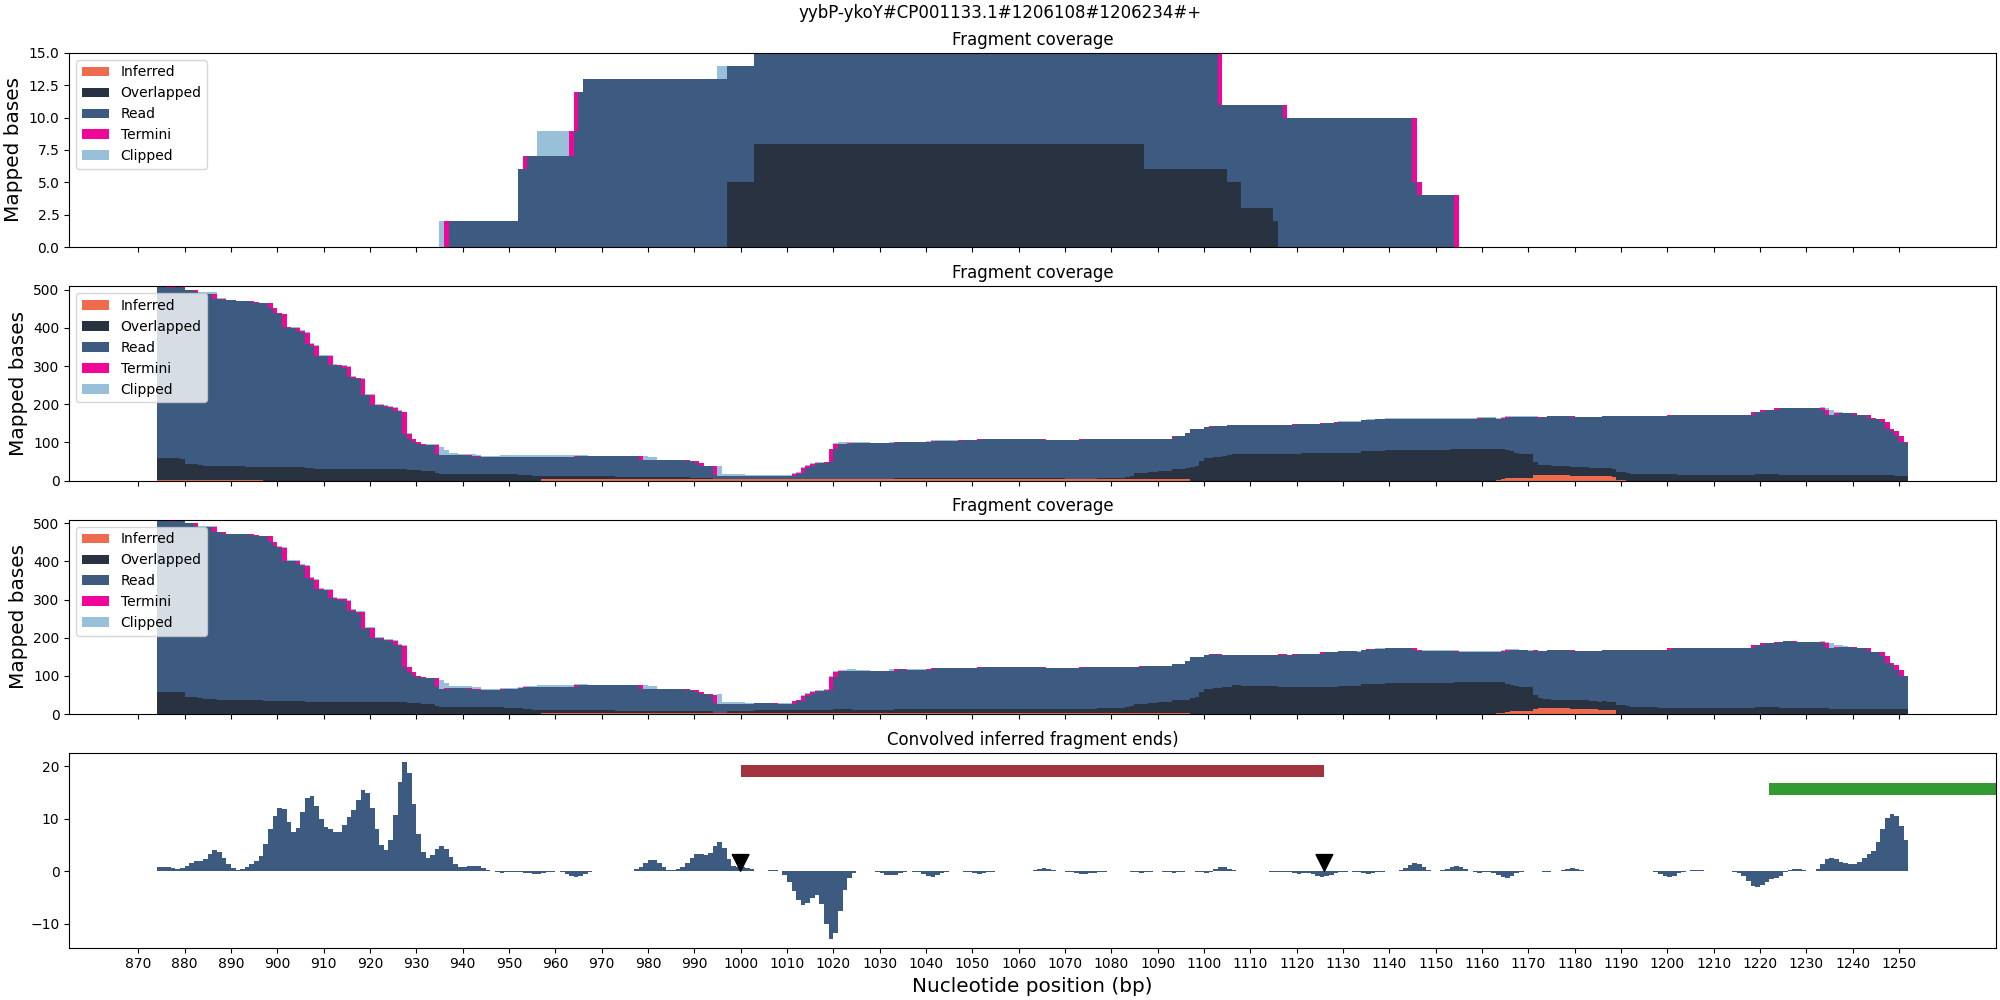 yybP-ykoY#CP001133.1#1206108#1206234#+
Fragment coverage
Mapped bases
15.0
12.5
10.0
7.5
5.0
2.5
0.0
Inferred
Overlapped
Read
Termini
Clipped
Fragment coverage
Mapped bases
500
400
300
200
100
0
Inferred
Overlapped
Read
Termini
Clipped
Fragment coverage
Mapped bases
500
400
300
200
100
0
Inferred
Overlapped
Read
Termini
Clipped
Convolved inferred fragment ends)
20
10
0
−10
870 880 890 900 910 920 930 940 950 960 970 980 990 1000 1010 1020 1030 1040 1050 1060 1070 1080 1090 1100 1110 1120 1130 1140 1150 1160 1170 1180 1190 1200 1210 1220 1230 1240 1250
Nucleotide position (bp)